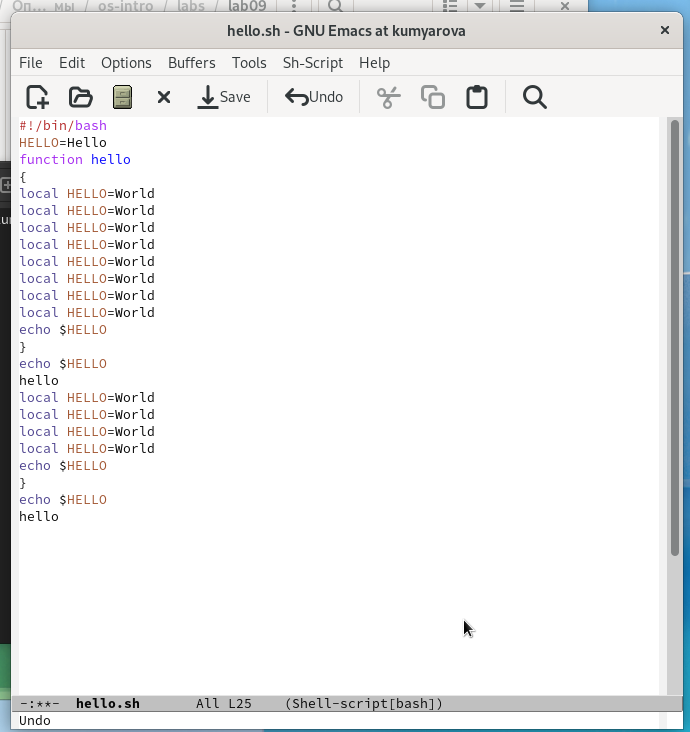 Оп... мы / os-intro / labs / lab09
hello.sh - GNU Emacs at kumyarova
File Edit Options Buffers Tools Sh-Script Help
Save Undo
#!/bin/bash
HELLO=Hello
function hello
{
local HELLO=World
local HELLO=World
local HELLO=World
local HELLO=World
local HELLO=World
local HELLO=World
local HELLO=World
local HELLO=World
echo $HELLO
}
echo $HELLO
hello
local HELLO=World
local HELLO=World
local HELLO=World
local HELLO=World
echo $HELLO
}
echo $HELLO
hello
-:**- hello.sh All L25 (Shell-script[bash])
Undo